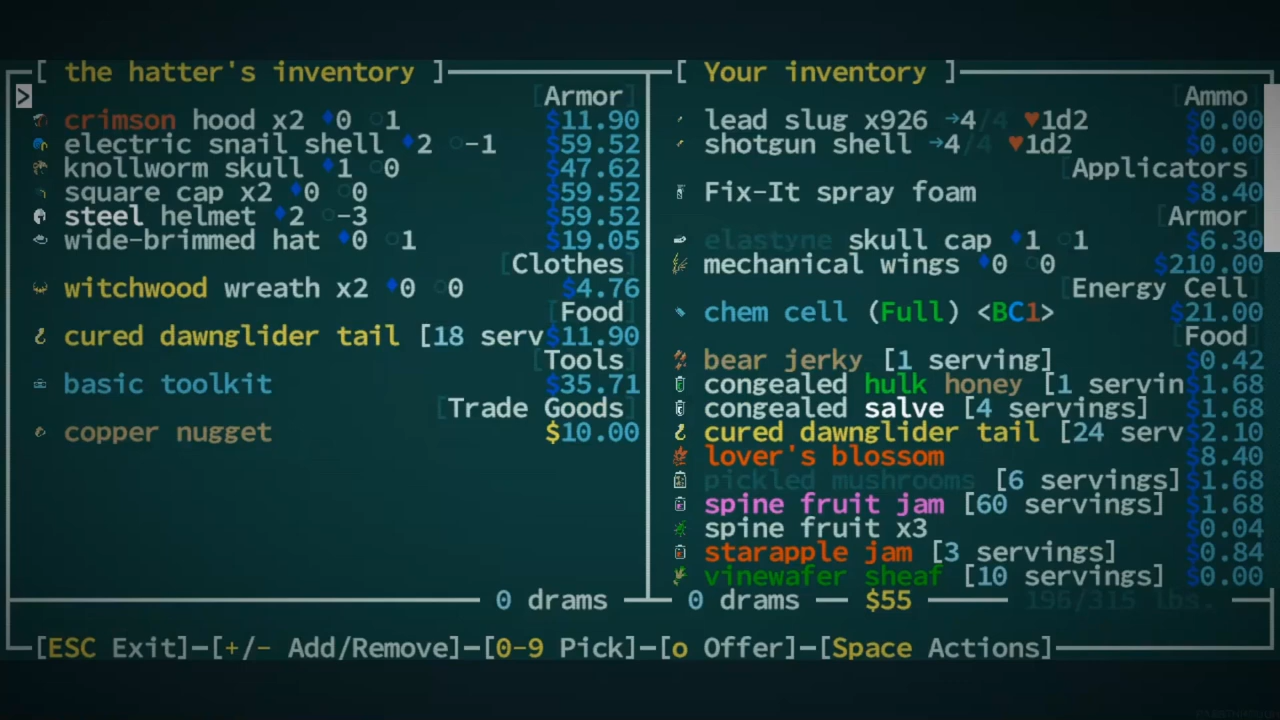 [ the hatter's inventory ]
>
[Armor]
crimson hood x2 ♦0 ○1 $11.90
electric snail shell ♦2 ○-1 $59.52
knollworm skull ♦1 ○0 $47.62
square cap x2 ♦0 ○0 $59.52
steel helmet ♦2 ○-3 $59.52
wide-brimmed hat ♦0 ○1 $19.05
[Clothes]
witchwood wreath x2 ♦0 ○0 $4.76
[Food]
cured dawnglider tail [18 serv $11.90
[Tools]
basic toolkit $35.71
[Trade Goods]
copper nugget $10.00
0 drams
[ Your inventory ]
[Ammo]
lead slug x926 →4/4 ♥1d2 $0.00
shotgun shell →4/4 ♥1d2 $0.00
[Applicators]
Fix-It spray foam $8.40
[Armor]
elastyne skull cap ♦1 ○1 $6.30
mechanical wings ♦0 ○0 $210.00
[Energy Cell]
chem cell (Full) <BC1> $21.00
[Food]
bear jerky [1 serving] $0.42
congealed hulk honey [1 servin $1.68
congealed salve [4 servings] $1.68
cured dawnglider tail [24 serv $2.10
lover's blossom $8.40
pickled mushrooms [6 servings] $1.68
spine fruit jam [60 servings] $1.68
spine fruit x3 $0.04
starapple jam [3 servings] $0.84
vinewafer sheaf [10 servings] $0.00
0 drams $55 196/315 lbs.
[ESC Exit] [+/- Add/Remove] [0-9 Pick] [o Offer] [Space Actions]